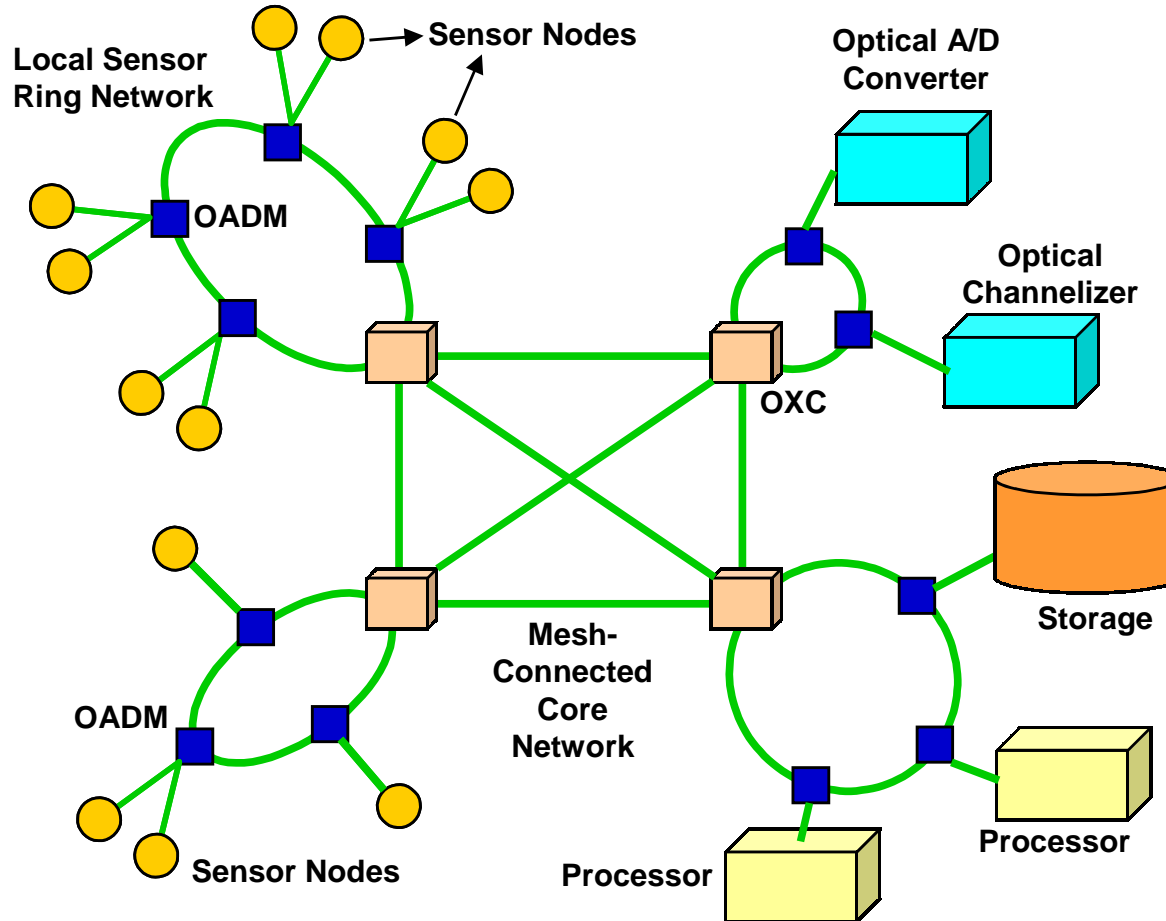 Sensor Nodes
Local Sensor
Ring Network
Optical A/D
Converter
OADM
Optical
Channelizer
OXC
Storage
Mesh-
Connected
Core
Network
OADM
Processor
Sensor Nodes
Processor